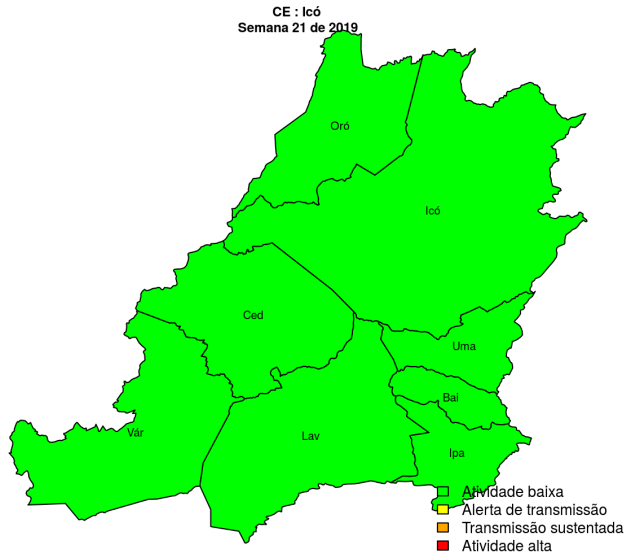 CE : Icó
Semana 21 de 2019
Oró
Icó
Ced
Uma
Bai
Vár
Lav
Ipa
Atividade baixa
Alerta de transmissão
Transmissão sustentada
Atividade alta